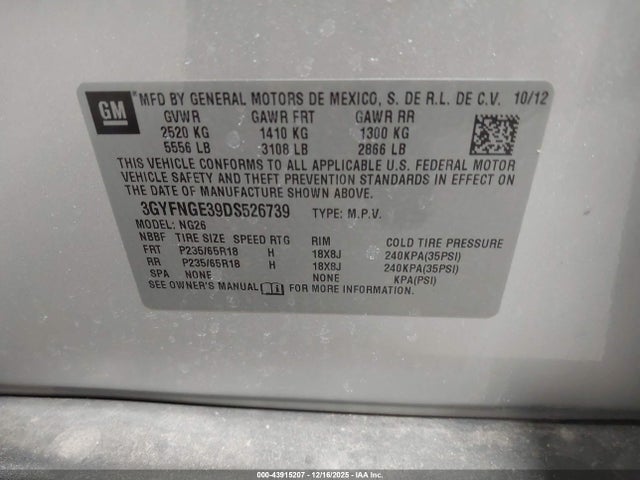 GM MFD BY GENERAL MOTORS DE MEXICO, S. DE R.L. DE C.V. 10/12
GVWR GAWR FRT GAWR RR
2520 KG 1410 KG 1300 KG
5556 LB 3108 LB 2866 LB
THIS VEHICLE CONFORMS TO ALL APPLICABLE U.S. FEDERAL MOTOR
VEHICLE SAFETY AND THEFT PREVENTION STANDARDS IN EFFECT ON
THE DATE OF MANUFACTURE SHOWN ABOVE.
3GYFNGE39DS526739 TYPE: M.P.V.
MODEL: NG26
NBBF TIRE SIZE SPEED RTG RIM COLD TIRE PRESSURE
FRT P235/65R18 H 18X8J 240KPA(35PSI)
RR P235/65R18 H 18X8J 240KPA(35PSI)
SPA NONE NONE KPA(PSI)
SEE OWNER'S MANUAL FOR MORE INFORMATION.
000-43915207 - 12/16/2025 - IAAI.COM